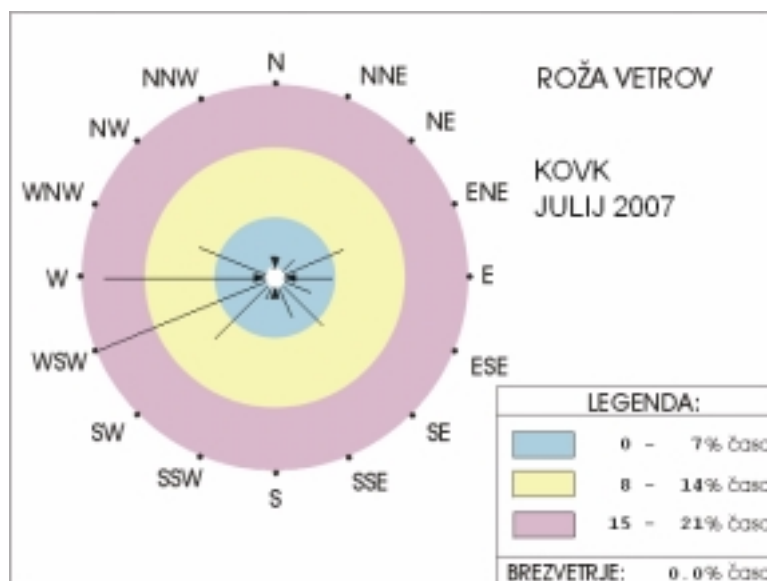 ROŽA VETROV
KOVK
JULIJ 2007
N
NNE
NE
ENE
E
ESE
SE
SSE
S
SSW
SW
WSW
W
WNW
NW
NNW
LEGENDA:
0 - 7% časa
8 - 14% časa
15 - 21% časa
BREZVETRJE: 0.0% časa